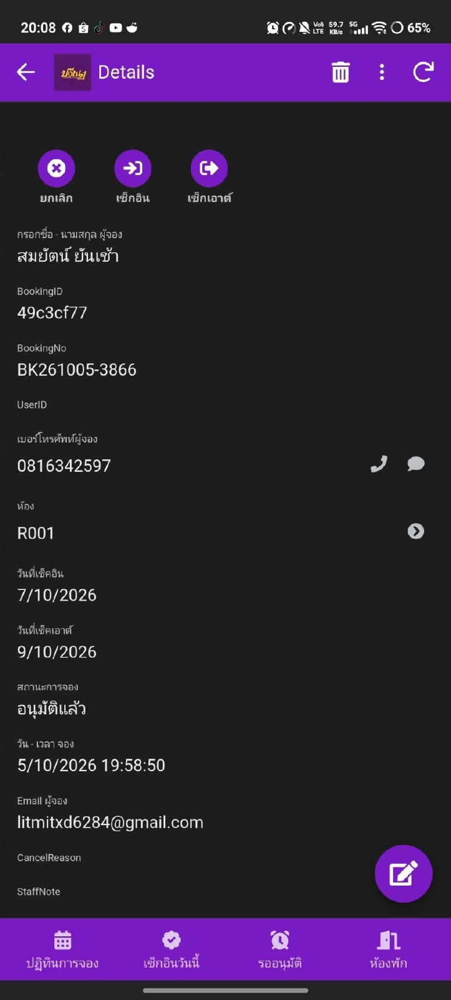 20:08
Vo) LTE 59.7 KB/s 5G 65%
ปวีณา Details
ยกเลิก เช็กอิน เช็กเอาต์
กรอกชื่อ - นามสกุล ผู้จอง
สมยัตน์ ยันเช้า
BookingID
49c3cf77
BookingNo
BK261005-3866
UserID
เบอร์โทรศัพท์ผู้จอง
0816342597
ห้อง
R001
วันที่เช็คอิน
7/10/2026
วันที่เช็คเอาต์
9/10/2026
สถานะการจอง
อนุมัติแล้ว
วัน - เวลา จอง
5/10/2026 19:58:50
Email ผู้จอง
litmitxd6284@gmail.com
CancelReason
StaffNote
ปฏิทินการจอง เช็กอินวันนี้ รออนุมัติ ห้องพัก